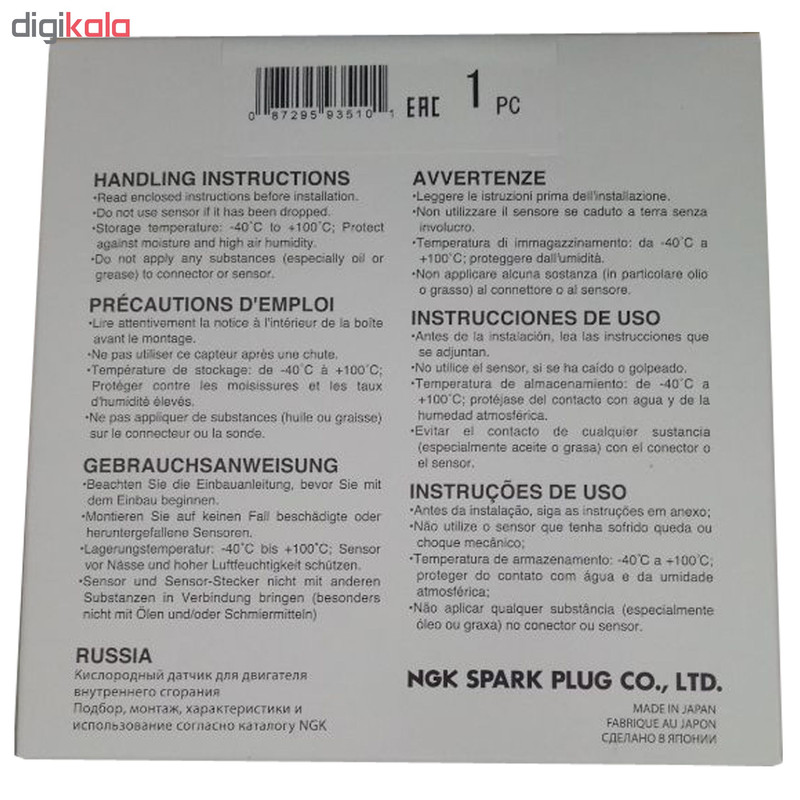 digikala
0 87295 93510 1
EAC 1 PC
HANDLING INSTRUCTIONS
•Read enclosed instructions before installation.
•Do not use sensor if it has been dropped.
•Storage temperature: -40˚C to +100˚C; Protect
against moisture and high air humidity.
•Do not apply any substances (especially oil or
grease) to connector or sensor.
PRÉCAUTIONS D'EMPLOI
•Lire attentivement la notice à l'intérieur de la boîte
avant le montage.
•Ne pas utiliser ce capteur après une chute.
•Température de stockage: de -40˚C à +100˚C;
Protéger contre les moisissures et les taux
d'humidité élevés.
•Ne pas appliquer de substances (huile ou graisse)
sur le connecteur ou la sonde.
GEBRAUCHSANWEISUNG
•Beachten Sie die Einbauanleitung, bevor Sie mit
dem Einbau beginnen.
•Montieren Sie auf keinen Fall beschädigte oder
heruntergefallene Sensoren.
•Lagerungstemperatur: -40˚C bis +100˚C; Sensor
vor Nässe und hoher Luftfeuchtigkeit schützen.
•Sensor und Sensor-Stecker nicht mit anderen
Substanzen in Verbindung bringen (besonders
nicht mit Ölen und/oder Schmiermitteln)
RUSSIA
Кислородный датчик для двигателя
внутреннего сгорания
Подбор, монтаж, характеристики и
использование согласно каталогу NGK
AVVERTENZE
•Leggere le istruzioni prima dell'installazione.
•Non utilizzare il sensore se caduto a terra senza
involucro.
•Temperatura di immagazzinamento: da -40˚C a
+100˚C; proteggere dall'umidità.
•Non applicare alcuna sostanza (in particolare olio
o grasso) al connettore o al sensore.
INSTRUCCIONES DE USO
•Antes de la instalación, lea las instrucciones que
se adjuntan.
•No utilice el sensor, si se ha caído o golpeado.
•Temperatura de almacenamiento: de -40˚C a
+100˚C; protéjase del contacto con agua y de la
humedad atmosférica.
•Evitar el contacto de cualquier sustancia
(especialmente aceite o grasa) con el conector o
el sensor.
INSTRUÇÕES DE USO
•Antes da instalação, siga as instruções em anexo;
•Não utilize o sensor que tenha sofrido queda ou
choque mecânico;
•Temperatura de armazenamento: -40˚C a +100˚C;
proteger do contato com água e da umidade
atmosférica;
•Não aplicar qualquer substância (especialmente
óleo ou graxa) no conector ou sensor.
NGK SPARK PLUG CO., LTD.
MADE IN JAPAN
FABRIQUE AU JAPON
СДЕЛАНО В ЯПОНИИ